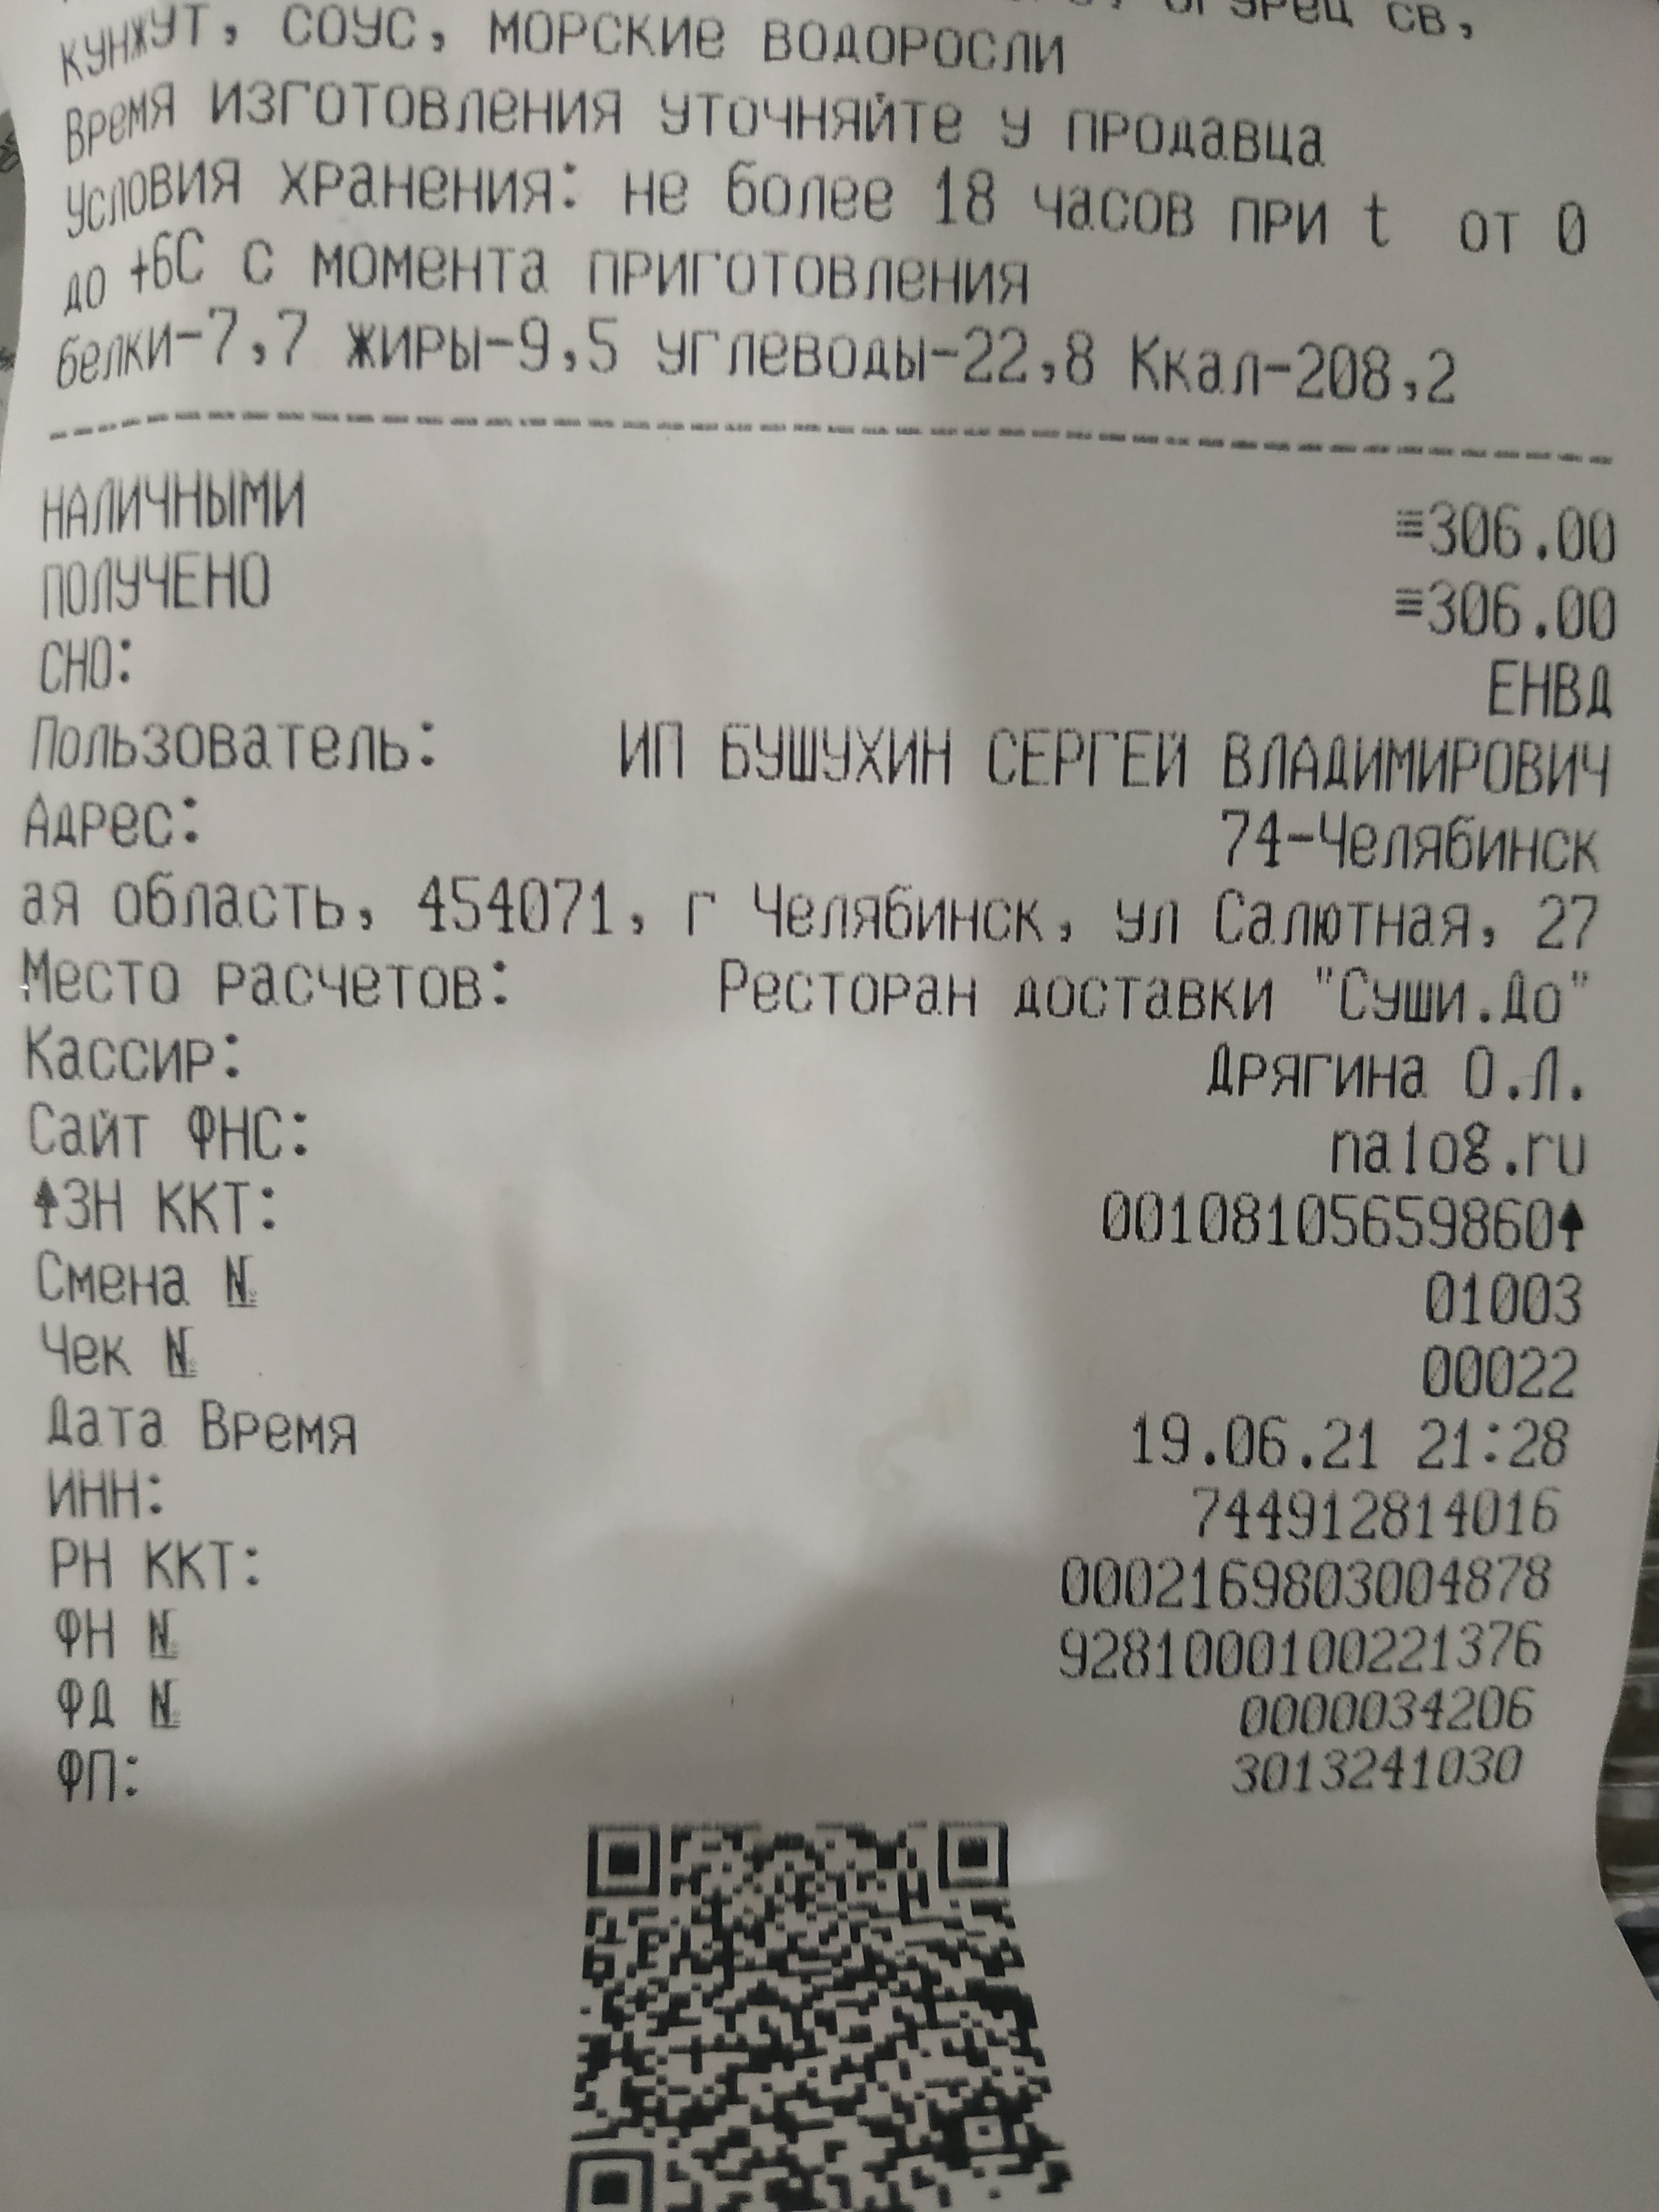 огурец св,
кунжут, соус, морские водоросли
Время изготовления уточняйте у продавца
Условия хранения: не более 18 часов при t от 0
до +6С с момента приготовления
белки-7,7 жиры-9,5 углеводы-22,8 Ккал-208,2
НАЛИЧНЫМИ ≡306.00
ПОЛУЧЕНО ≡306.00
СНО: ЕНВД
Пользователь: ИП БУШУХИН СЕРГЕЙ ВЛАДИМИРОВИЧ
Адрес: 74-Челябинск
ая область, 454071, г Челябинск, ул Салютная, 27
Место расчетов: Ресторан доставки "Суши.До"
Кассир: Дрягина О.Л.
Сайт ФНС: nalog.ru
ЗН ККТ: 00108105659860
Смена № 01003
Чек № 00022
Дата Время 19.06.21 21:28
ИНН: 744912814016
РН ККТ: 0002169803004878
ФН № 9281000100221376
ФД № 0000034206
ФП: 3013241030